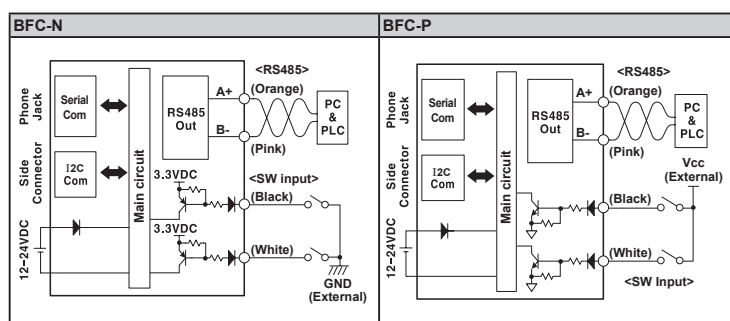 BFC-N
<RS485>
A+
(Orange)
Phone
Jack
Serial
Com
RS485
Out
PC
&
PLC
B-
(Pink)
Side
Connector
I2C
Com
Main circuit
3.3VDC
<SW input>
(Black)
3.3VDC
(White)
12-24VDC
GND
(External)
BFC-P
<RS485>
A+
(Orange)
Phone
Jack
Serial
Com
RS485
Out
PC
&
PLC
B-
(Pink)
Vcc
(External)
Side
Connector
I2C
Com
Main circuit
(Black)
(White)
12-24VDC
<SW Input>